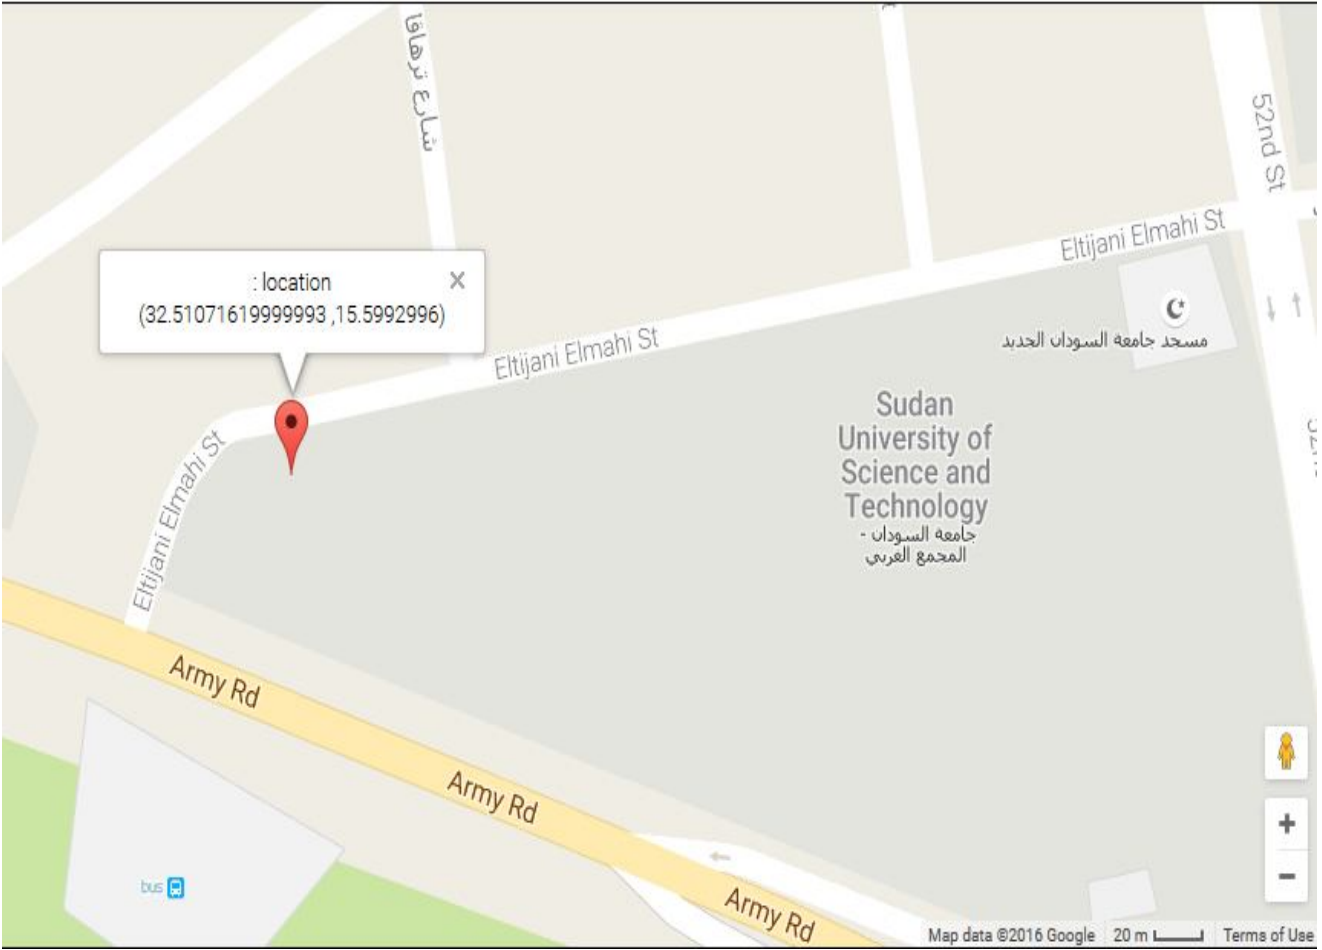 شارع ترهاقا
52nd St
Eltijani Elmahi St
: location
(32.51071619999993 ,15.5992996)
Eltijani Elmahi St
مسجد جامعة السودان الجديد
Sudan
University of
Science and
Technology
جامعة السودان -
المجمع الغربي
Eltijani Elmahi St
Army Rd
Army Rd
bus
Army Rd
Map data ©2016 Google
20 m
Terms of Use